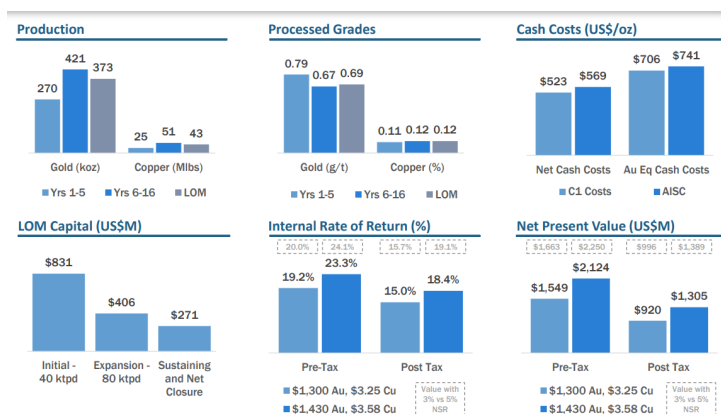 Production
421
373
270
25
51
43
Gold (koz)
Copper (Mlbs)
Yrs 1-5
Yrs 6-16
LOM
Processed Grades
0.79
0.67
0.69
0.11
0.12
0.12
Gold (g/t)
Copper (%)
Yrs 1-5
Yrs 6-16
LOM
Cash Costs (US$/oz)
$706
$741
$523
$569
Net Cash Costs
Au Eq Cash Costs
C1 Costs
AISC
LOM Capital (US$M)
$831
$406
$271
Initial -
40 ktpd
Expansion -
80 ktpd
Sustaining
and Net
Closure
Internal Rate of Return (%)
20.0%
24.1%
15.7%
19.1%
19.2%
23.3%
15.0%
18.4%
Pre-Tax
Post Tax
$1,300 Au, $3.25 Cu
$1,430 Au, $3.58 Cu
Value with
3% vs 5%
NSR
Net Present Value (US$M)
$1,663
$2,250
$996
$1,389
$1,549
$2,124
$920
$1,305
Pre-Tax
Post Tax
$1,300 Au, $3.25 Cu
$1,430 Au, $3.58 Cu
Value with
3% vs 5%
NSR